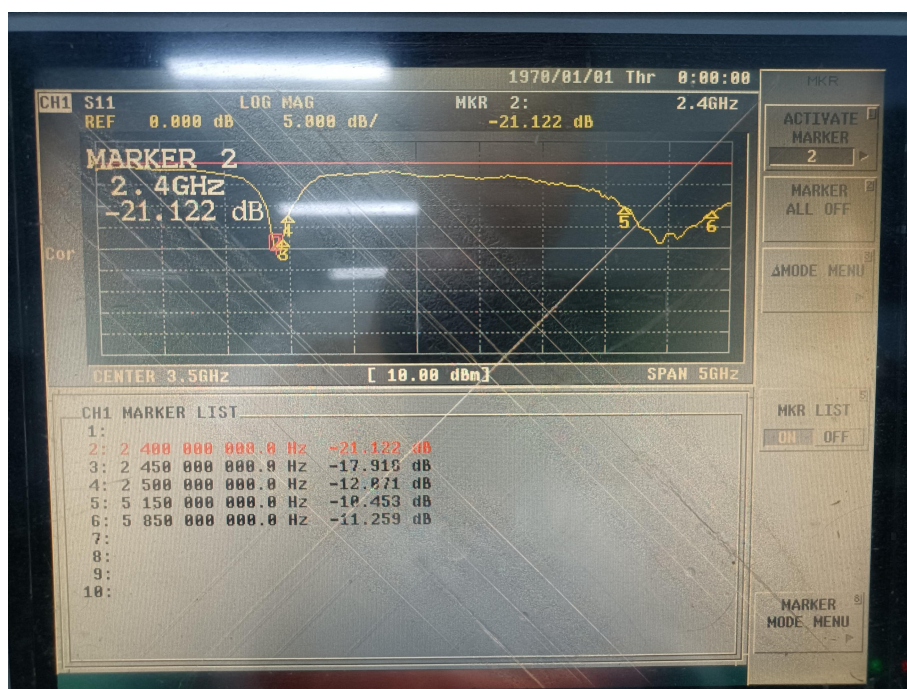 1970/01/01 Thr 0:00:00
CH1 S11 LOG MAG MKR 2: 2.4GHz
REF 0.000 dB 5.000 dB/ -21.122 dB
MARKER 2
2.4GHz
-21.122 dB
4
2
3
5
6
Cor
CENTER 3.5GHz [ 10.00 dBm] SPAN 5GHz
CH1 MARKER LIST
1:
2: 2 400 000 000.0 Hz -21.122 dB
3: 2 450 000 000.0 Hz -17.918 dB
4: 2 500 000 000.0 Hz -12.071 dB
5: 5 150 000 000.0 Hz -10.453 dB
6: 5 850 000 000.0 Hz -11.259 dB
7:
8:
9:
10:
MKR
ACTIVATE
MARKER
2
MARKER
ALL OFF
ΔMODE MENU
MKR LIST
ON OFF
MARKER
MODE MENU